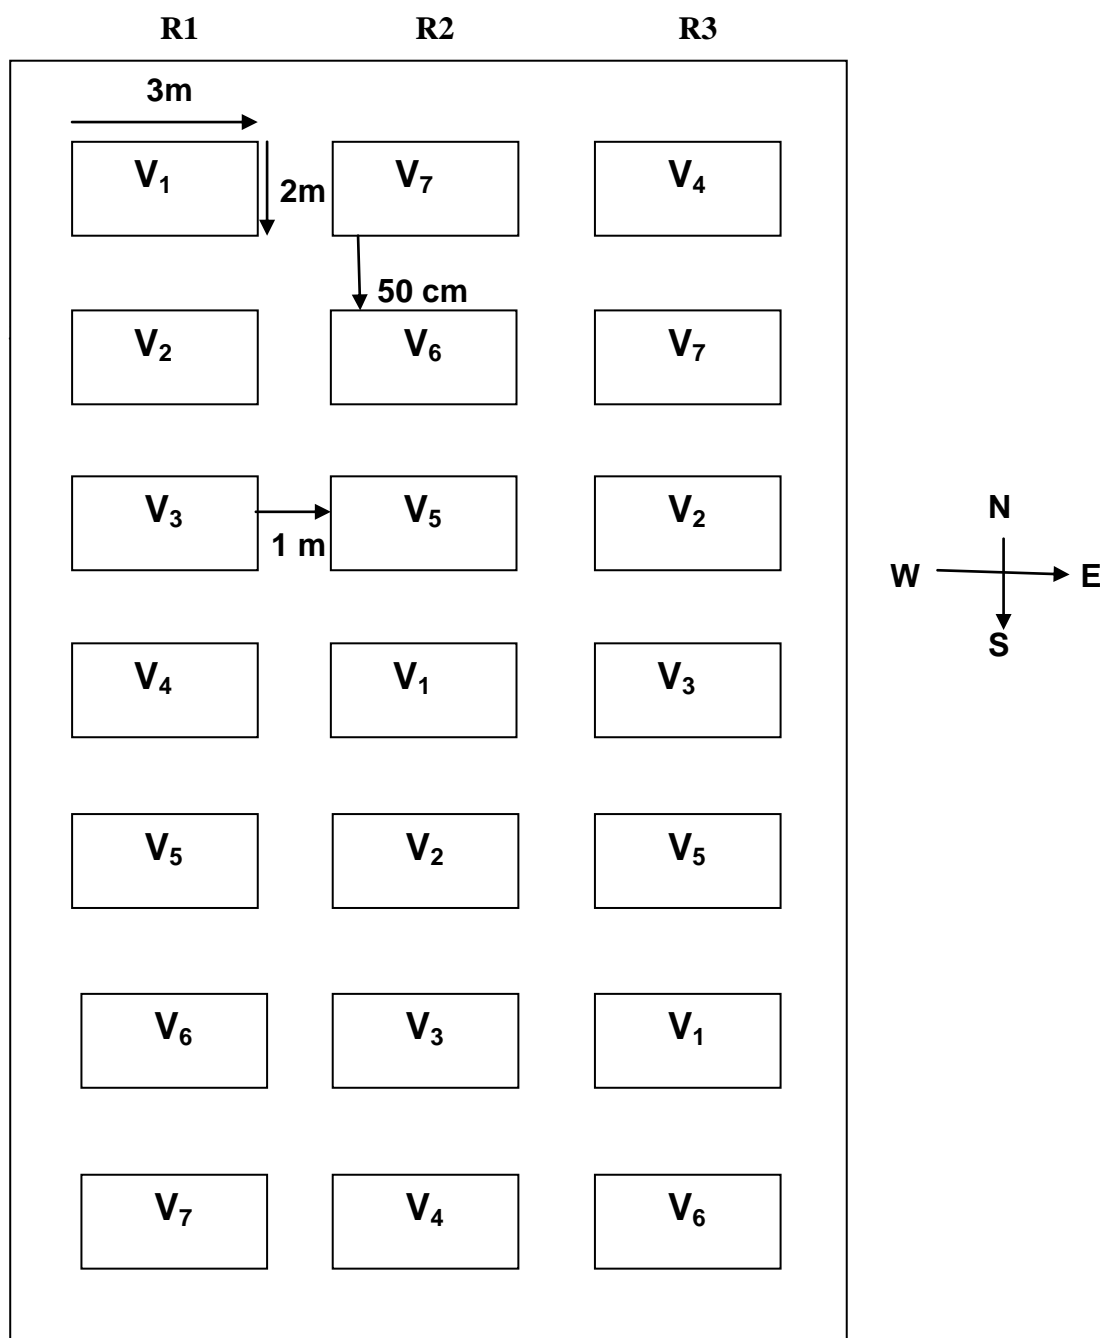 R1 R2 R3
3m
V₁ V₇ V₄
2m
50 cm
V₂ V₆ V₇
V₃ V₅ V₂
1 m
N
W E
S
V₄ V₁ V₃
V₅ V₂ V₅
V₆ V₃ V₁
V₇ V₄ V₆